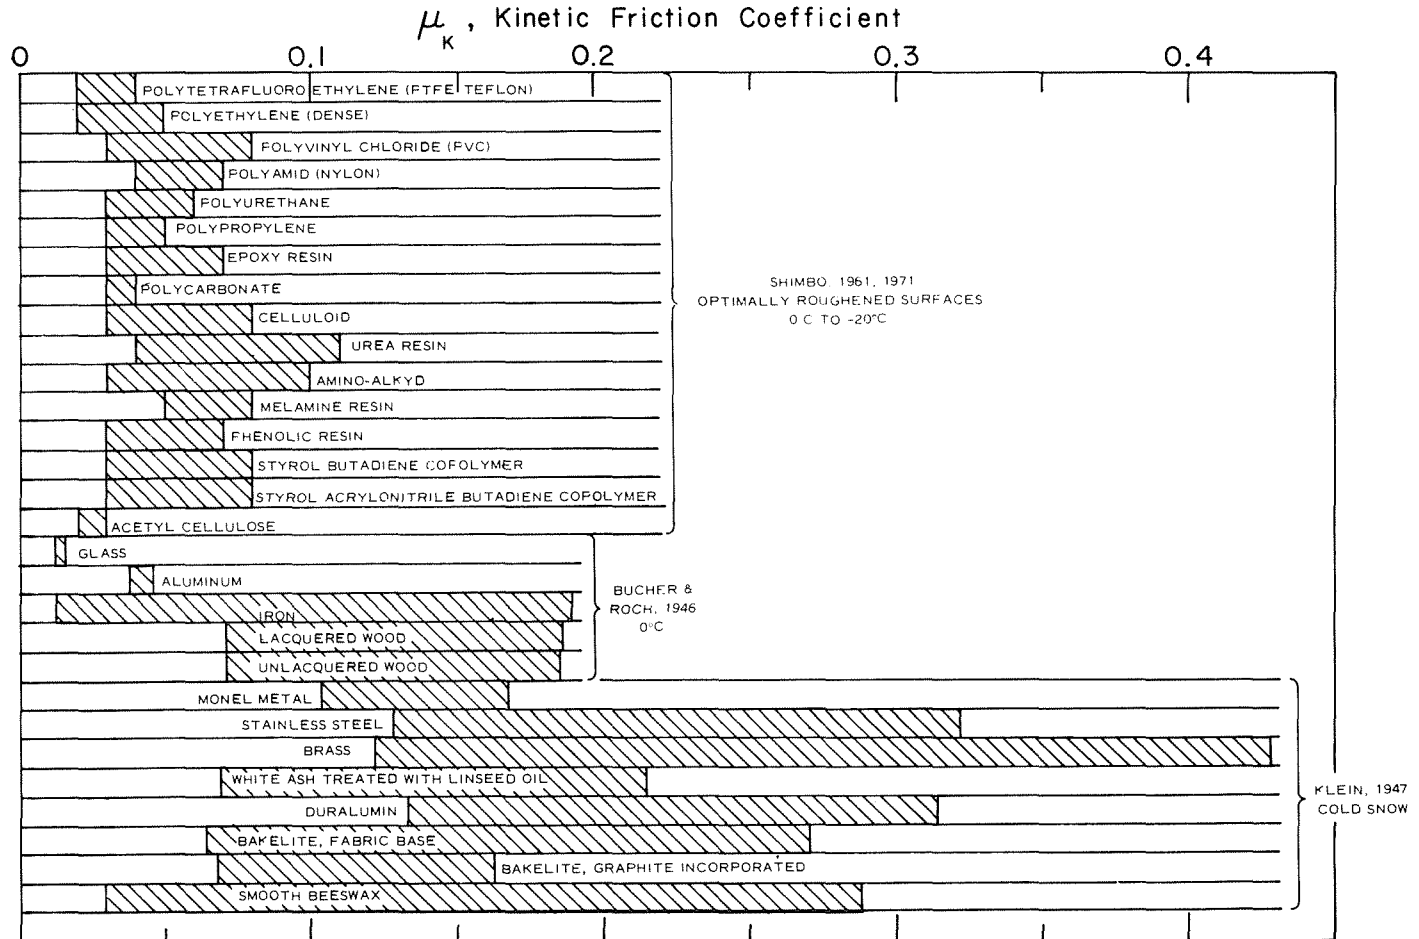 μK, Kinetic Friction Coefficient
0 0.1 0.2 0.3 0.4
POLYTETRAFLUORO ETHYLENE (FTFE TEFLON)
POLYETHYLENE (DENSE)
POLYVINYL CHLORIDE (PVC)
POLYAMID (NYLON)
POLYURETHANE
POLYPROPYLENE
EPOXY RESIN
POLYCARBONATE
CELLULOID
UREA RESIN
AMINO-ALKYD
MELAMINE RESIN
FHENOLIC RESIN
STYROL BUTADIENE COFOLYMER
STYROL ACRYLONITRILE BUTADIENE COPOLYMER
ACETYL CELLULOSE
SHIMBO, 1961, 1971
OPTIMALLY ROUGHENED SURFACES
0 C TO -20°C
GLASS
ALUMINUM
IRON
LACQUERED WOOD
UNLACQUERED WOOD
BUCHER &
ROCH, 1946
0°C
MONEL METAL
STAINLESS STEEL
BRASS
WHITE ASH TREATED WITH LINSEED OIL
DURALUMIN
BAKELITE, FABRIC BASE
BAKELITE, GRAPHITE INCORPORATED
SMOOTH BEESWAX
KLEIN, 1947
COLD SNOW